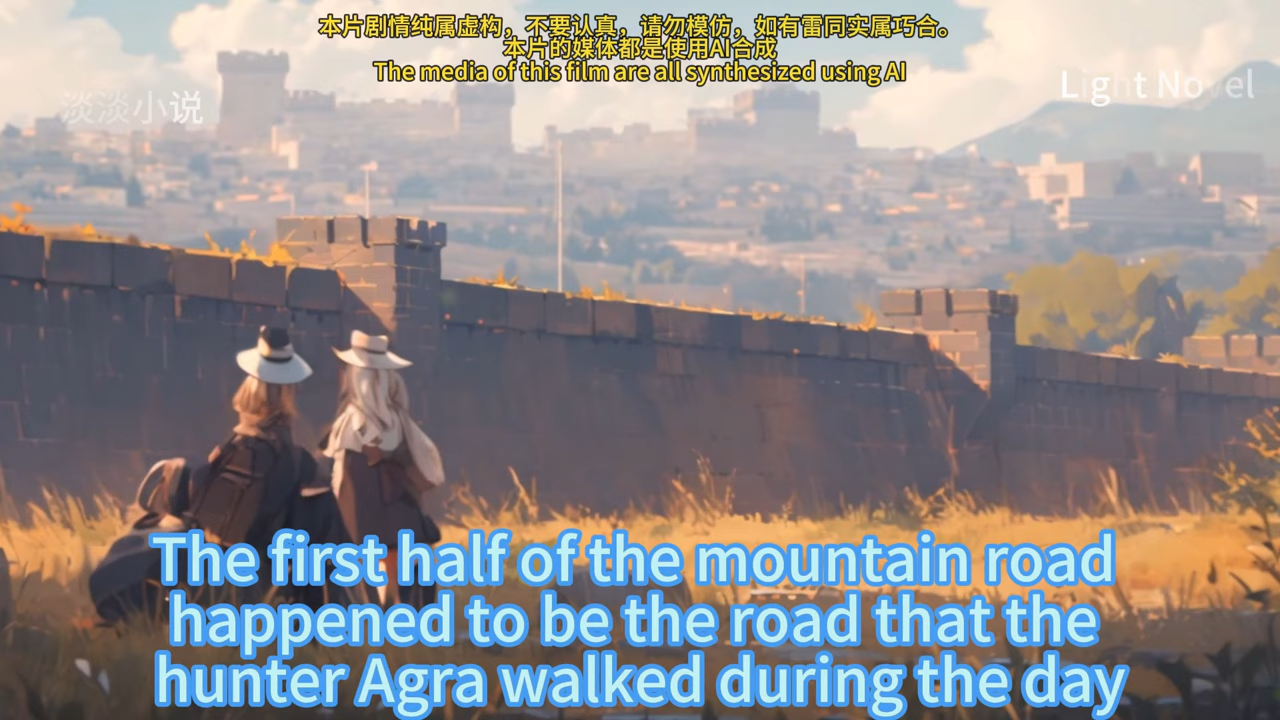 本片剧情纯属虚构，不要认真，请勿模仿，如有雷同实属巧合。
本片的媒体都是使用AI合成
The media of this film are all synthesized using AI
淡淡小说
Light Novel
The first half of the mountain road
happened to be the road that the
hunter Agra walked during the day